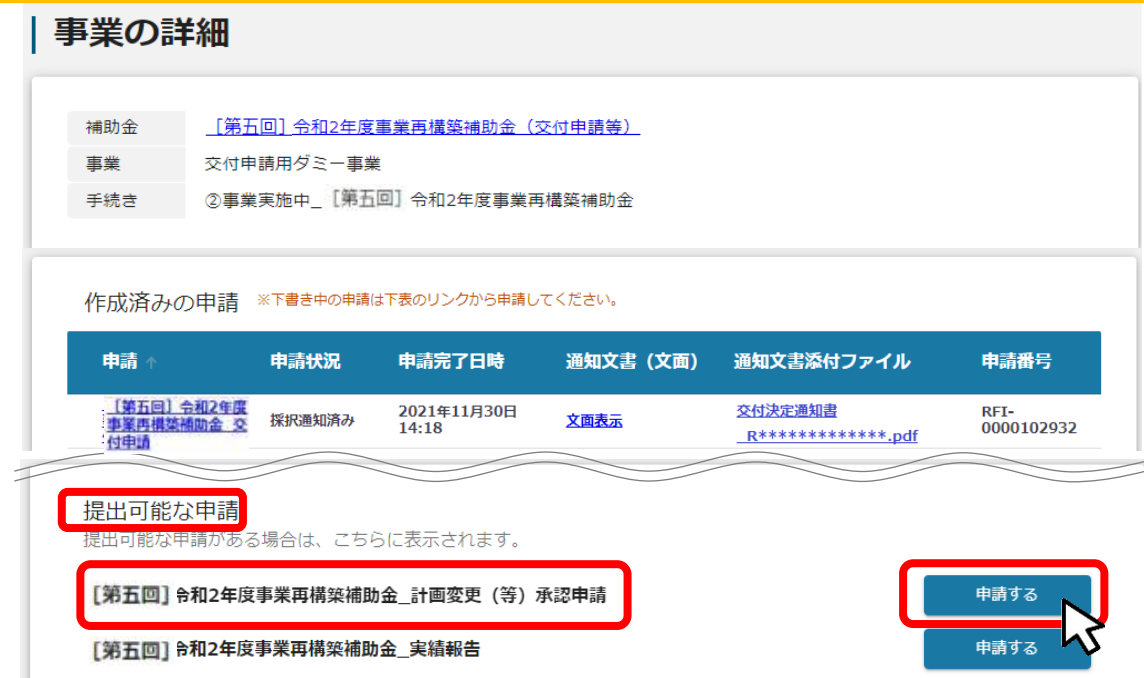 事業の詳細
補助金 [第五回] 令和2年度事業再構築補助金（交付申請等）
事業 交付申請用ダミー事業
手続き ②事業実施中_ [第五回] 令和2年度事業再構築補助金
作成済みの申請 ※下書き中の申請は下表のリンクから申請してください。
申請 ↑ 申請状況 申請完了日時 通知文書（文面） 通知文書添付ファイル 申請番号
[第五回] 令和2年度
事業再構築補助金_交
付申請
採択通知済み
2021年11月30日
14:18
文面表示
交付決定通知書
_R*************.pdf
RFI-
0000102932
提出可能な申請
提出可能な申請がある場合は、こちらに表示されます。
[第五回] 令和2年度事業再構築補助金_計画変更（等）承認申請 申請する
[第五回] 令和2年度事業再構築補助金_実績報告 申請する